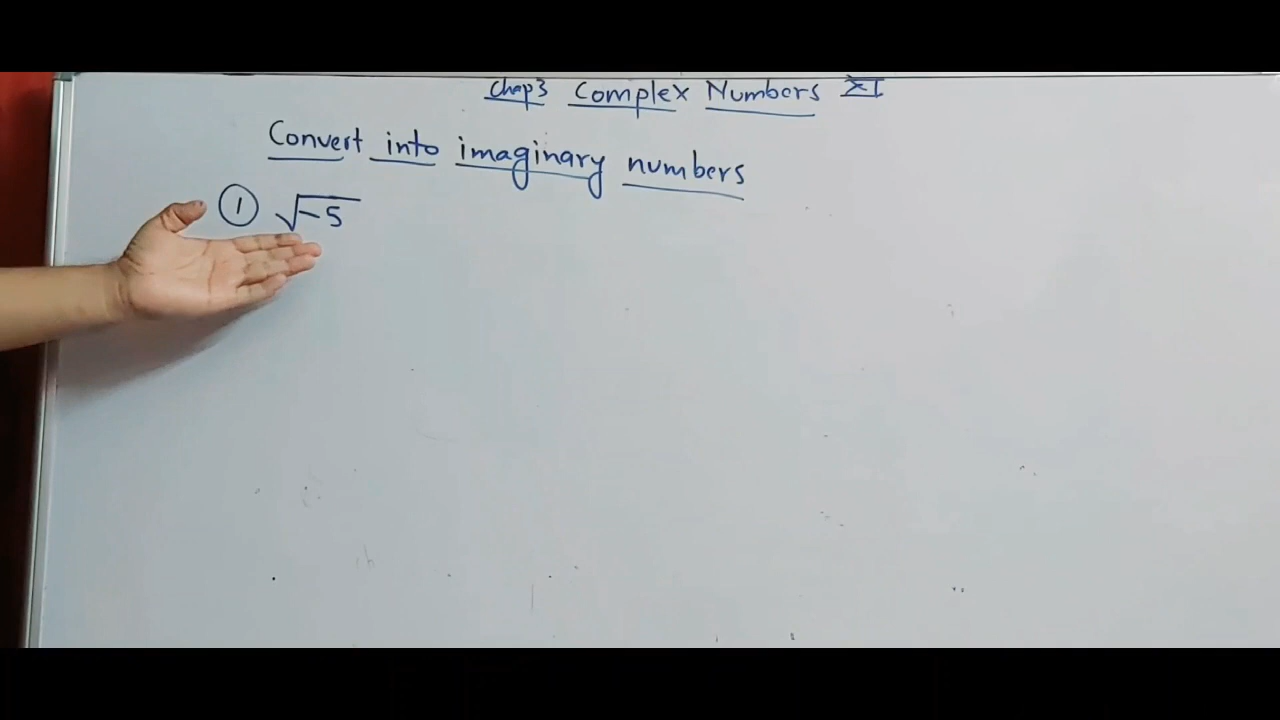 Chap3 Complex Numbers XI
Convert into imaginary numbers
① √-5